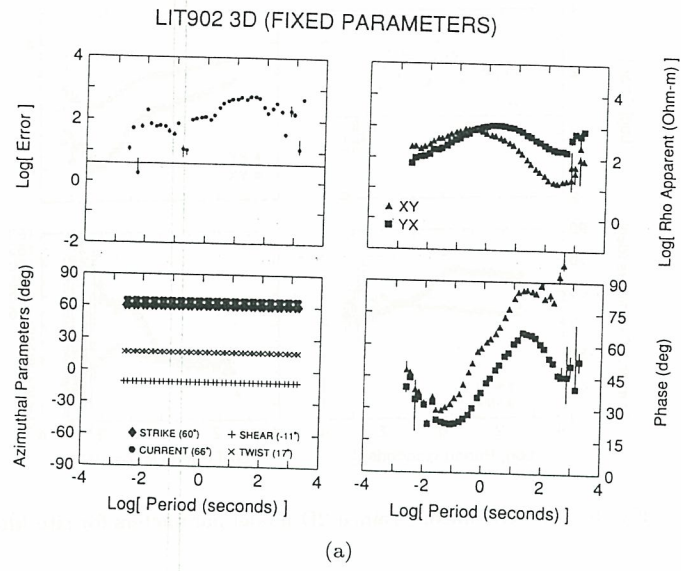 LIT902 3D (FIXED PARAMETERS)
Log[ Error ]
4
2
0
-2
Log[ Rho Apparent (Ohm-m) ]
4
2
0
▲ XY
■ YX
Azimuthal Parameters (deg)
90
60
30
0
-30
-60
-90
◆ STRIKE (60°)
+ SHEAR (-11°)
● CURRENT (66°)
× TWIST (17°)
-4 -2 0 2 4
Log[ Period (seconds) ]
Phase (deg)
90
75
60
45
30
15
0
-4 -2 0 2 4
Log[ Period (seconds) ]
(a)